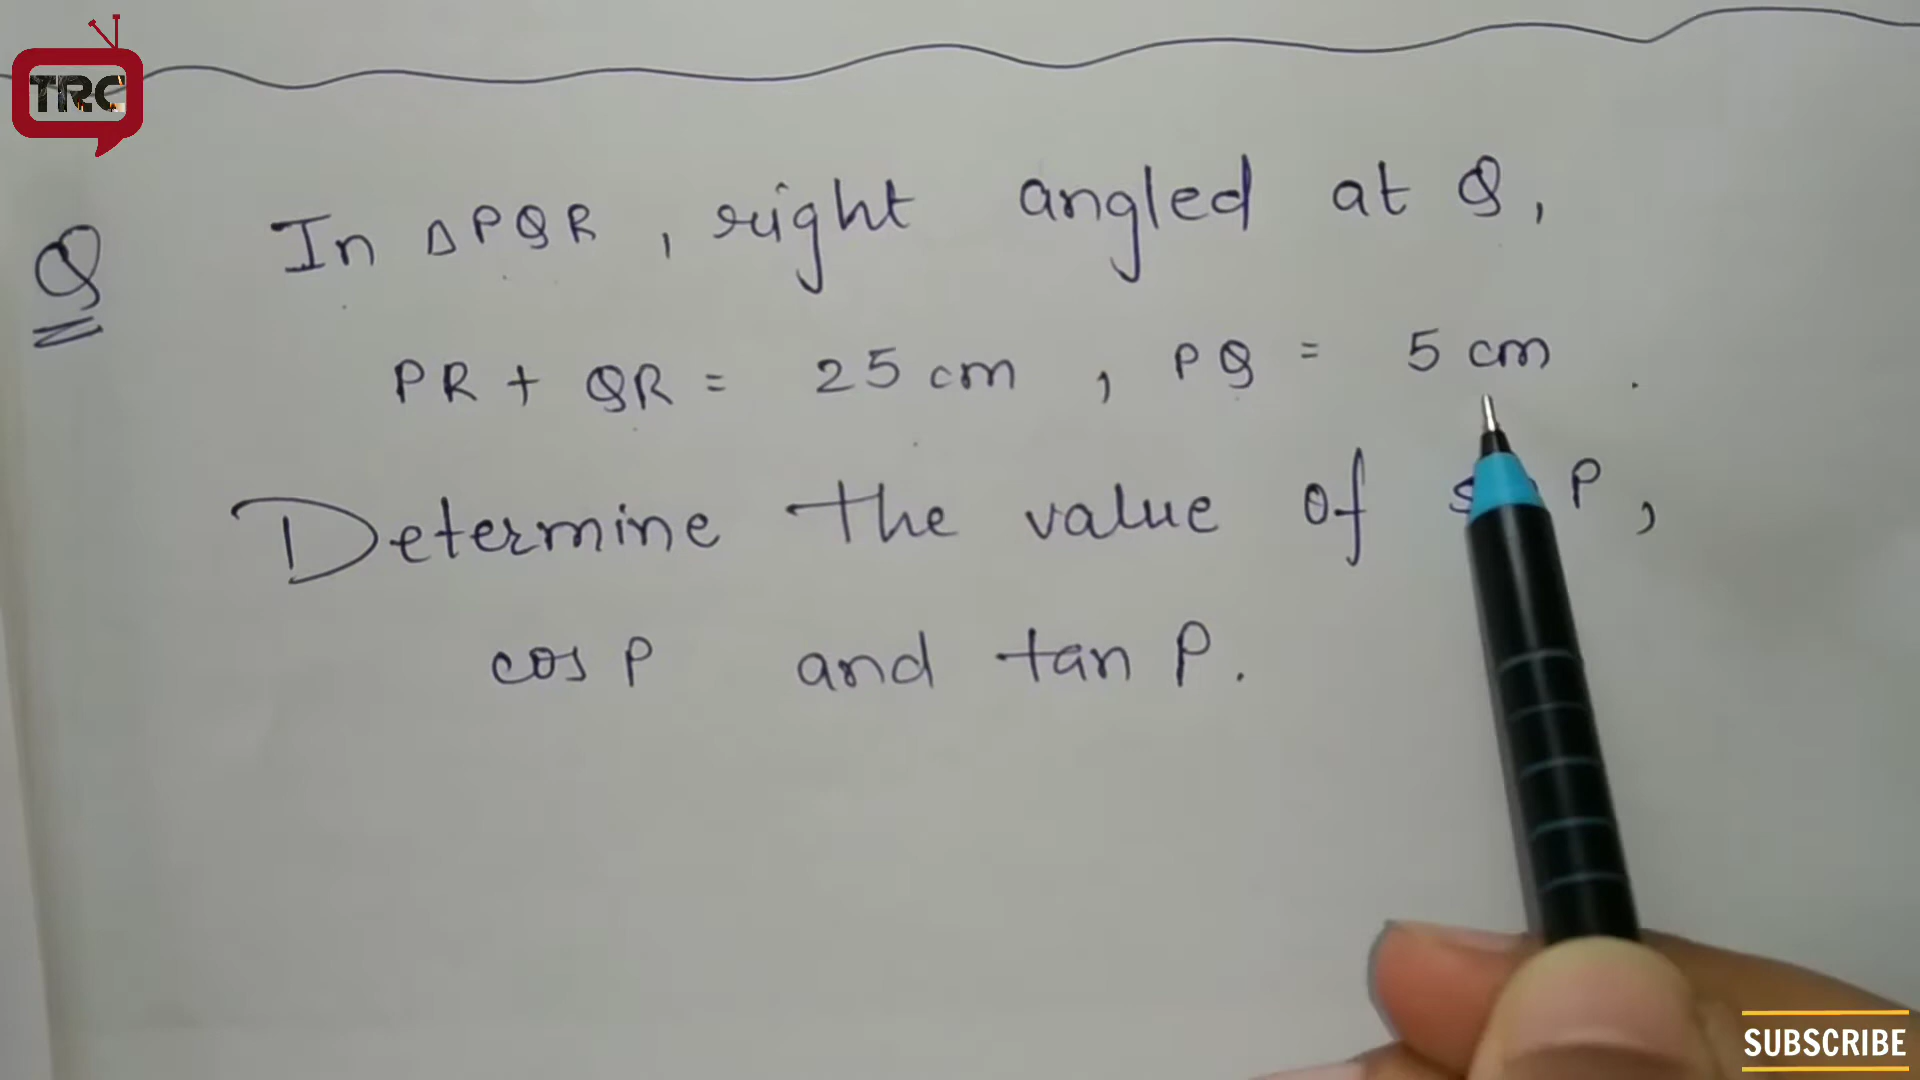 TRC
Q In △PQR, right angled at Q,
PR + QR = 25 cm, PQ = 5 cm.
Determine the value of P,
cos P and tan P.
SUBSCRIBE